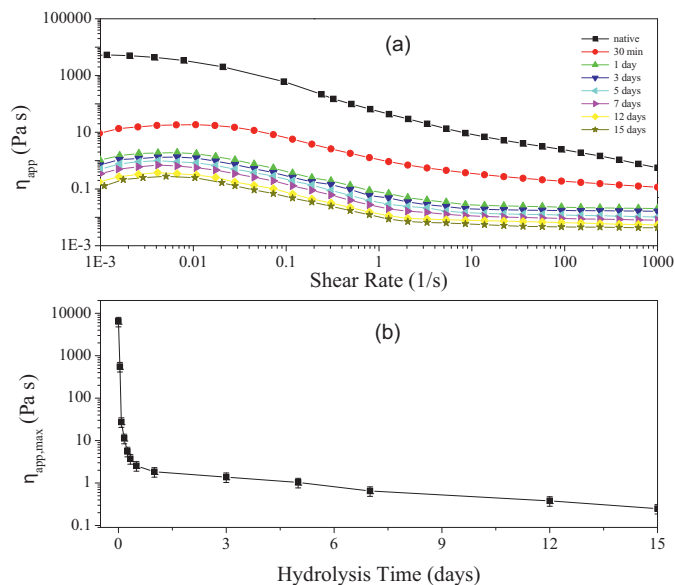 100000
1000
10
0.1
1E-3
η_app (Pa s)
(a)
native
30 min
1 day
3 days
5 days
7 days
12 days
15 days
1E-3 0.01 0.1 1 10 100 1000
Shear Rate (1/s)
10000
1000
100
10
1
0.1
η_app,max (Pa s)
(b)
0 3 6 9 12 15
Hydrolysis Time (days)